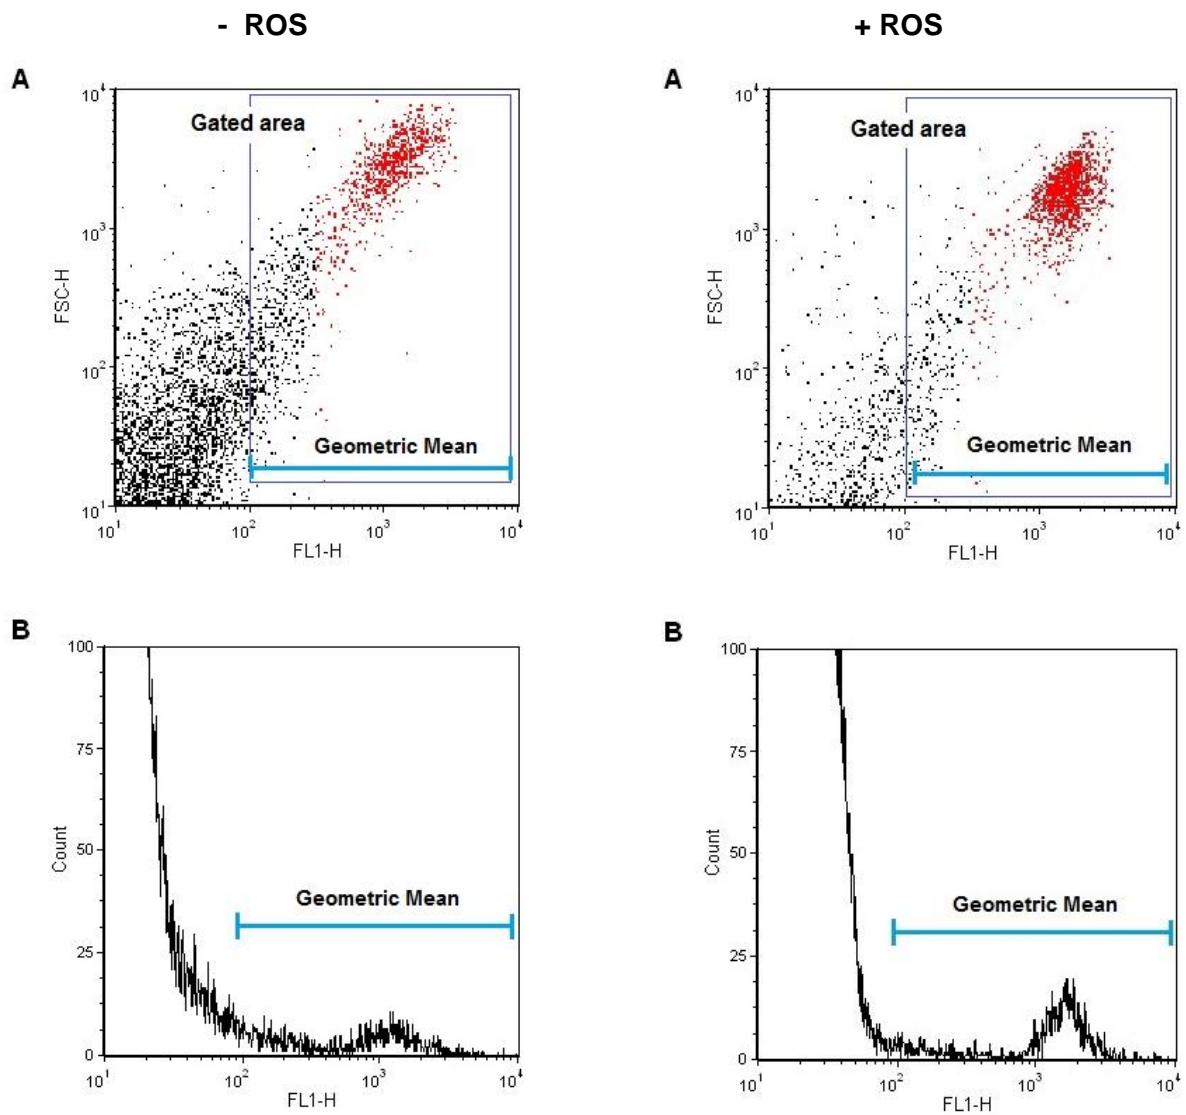 - ROS
+ ROS
A
10⁴
Gated area
10³
FSC-H
10²
Geometric Mean
10¹
10¹ 10² 10³ 10⁴
FL1-H
A
10⁴
Gated area
10³
FSC-H
10²
Geometric Mean
10¹
10¹ 10² 10³ 10⁴
FL1-H
B
100
75
Count
50
Geometric Mean
25
0
10¹ 10² 10³ 10⁴
FL1-H
B
100
75
Count
50
Geometric Mean
25
0
10¹ 10² 10³ 10⁴
FL1-H